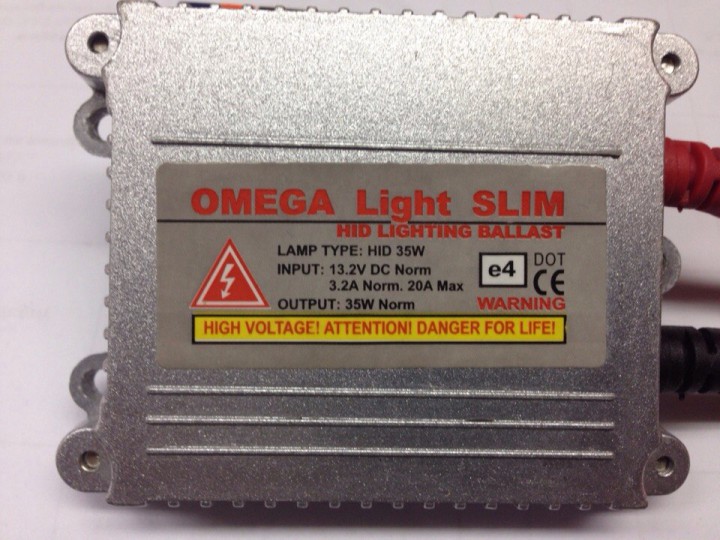 OMEGA Light SLIM
HID LIGHTING BALLAST
LAMP TYPE: HID 35W
INPUT: 13.2V DC Norm
3.2A Norm. 20A Max
OUTPUT: 35W Norm
e4 DOT
CE
WARNING
HIGH VOLTAGE! ATTENTION! DANGER FOR LIFE!